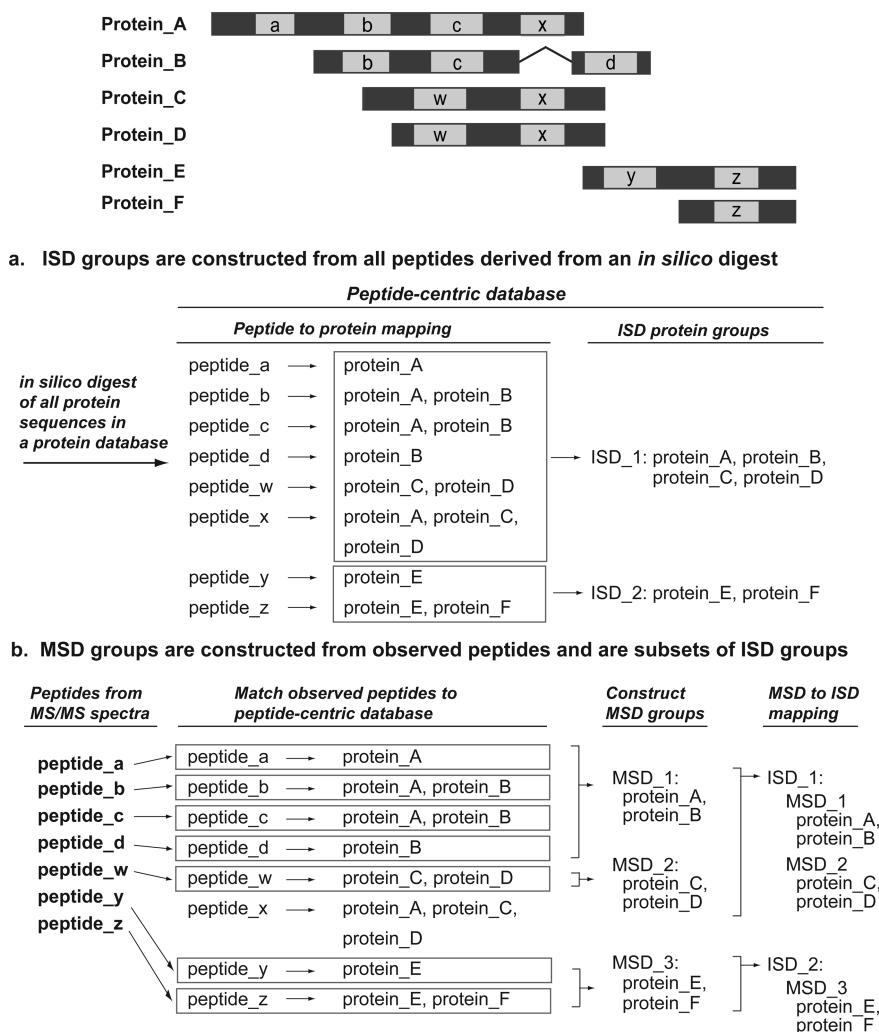 Protein_A a b c x
Protein_B b c d
Protein_C w x
Protein_D w x
Protein_E y z
Protein_F z
a. ISD groups are constructed from all peptides derived from an in silico digest
Peptide-centric database
Peptide to protein mapping
ISD protein groups
in silico digest
of all protein
sequences in
a protein database
peptide_a → protein_A
peptide_b → protein_A, protein_B
peptide_c → protein_A, protein_B
peptide_d → protein_B
peptide_w → protein_C, protein_D
peptide_x → protein_A, protein_C,
protein_D
peptide_y → protein_E
peptide_z → protein_E, protein_F
ISD_1: protein_A, protein_B,
protein_C, protein_D
ISD_2: protein_E, protein_F
b. MSD groups are constructed from observed peptides and are subsets of ISD groups
Peptides from
MS/MS spectra
Match observed peptides to
peptide-centric database
Construct
MSD groups
MSD to ISD
mapping
peptide_a
peptide_b
peptide_c
peptide_d
peptide_w
peptide_y
peptide_z
peptide_a → protein_A
peptide_b → protein_A, protein_B
peptide_c → protein_A, protein_B
peptide_d → protein_B
peptide_w → protein_C, protein_D
peptide_x → protein_A, protein_C,
protein_D
peptide_y → protein_E
peptide_z → protein_E, protein_F
MSD_1:
protein_A,
protein_B
MSD_2:
protein_C,
protein_D
MSD_3:
protein_E,
protein_F
ISD_1:
MSD_1
protein_A,
protein_B
MSD_2
protein_C,
protein_D
ISD_2:
MSD_3
protein_E,
protein_F